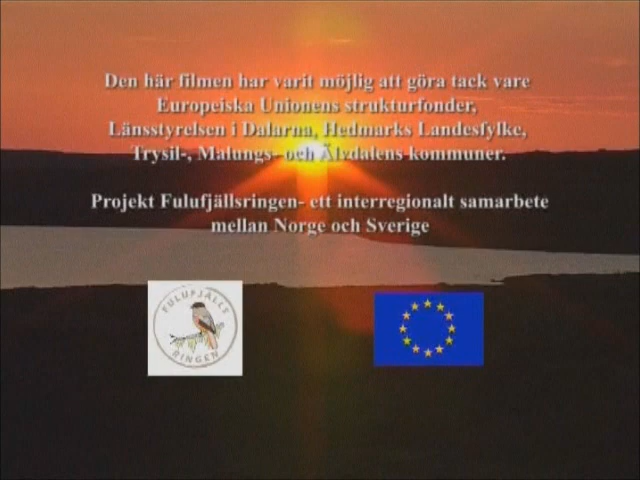 Den här filmen har varit möjlig att göra tack vare
Europeiska Unionens strukturfonder,
Länsstyrelsen i Dalarna, Hedmarks Landesfylke,
Trysil-, Malungs- och Älvdalens kommuner.
Projekt Fulufjällsringen- ett interregionalt samarbete
mellan Norge och Sverige
FULUFJÄLLS
RINGEN